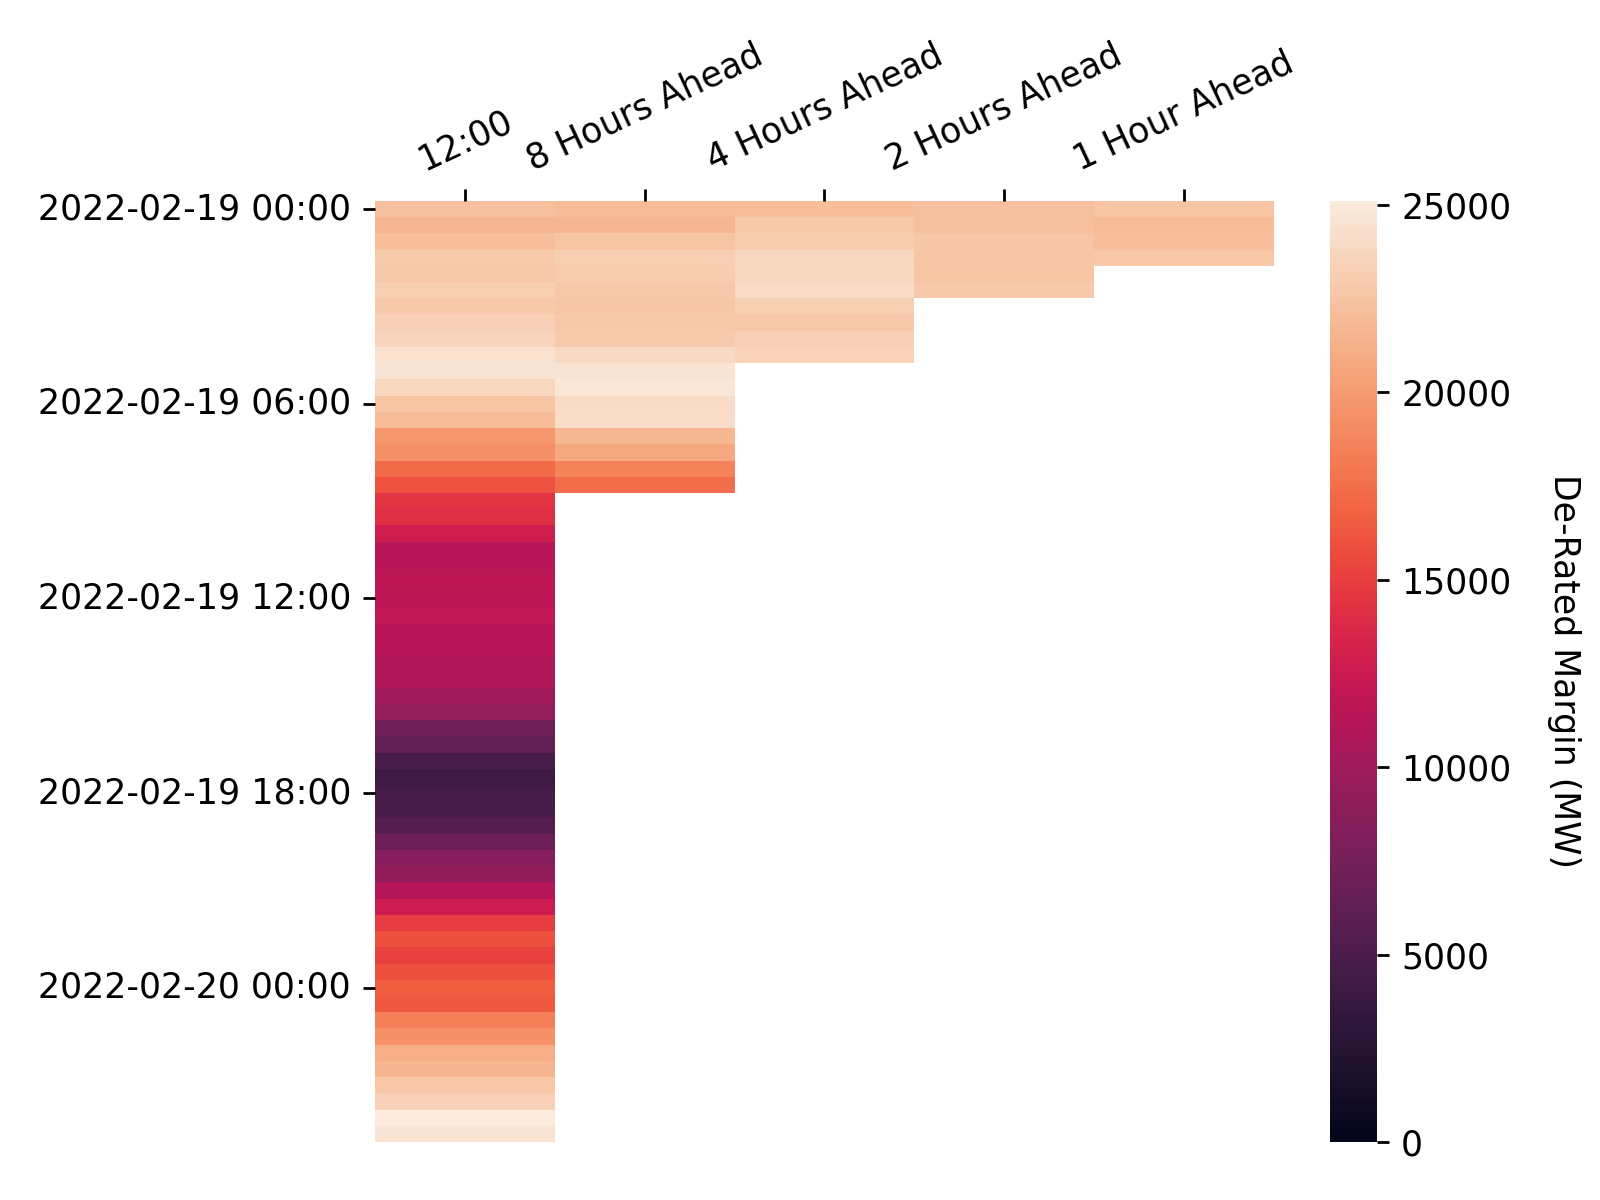 12:00
8 Hours Ahead
4 Hours Ahead
2 Hours Ahead
1 Hour Ahead
2022-02-19 00:00
2022-02-19 06:00
2022-02-19 12:00
2022-02-19 18:00
2022-02-20 00:00
25000
20000
15000
10000
5000
0
De-Rated Margin (MW)